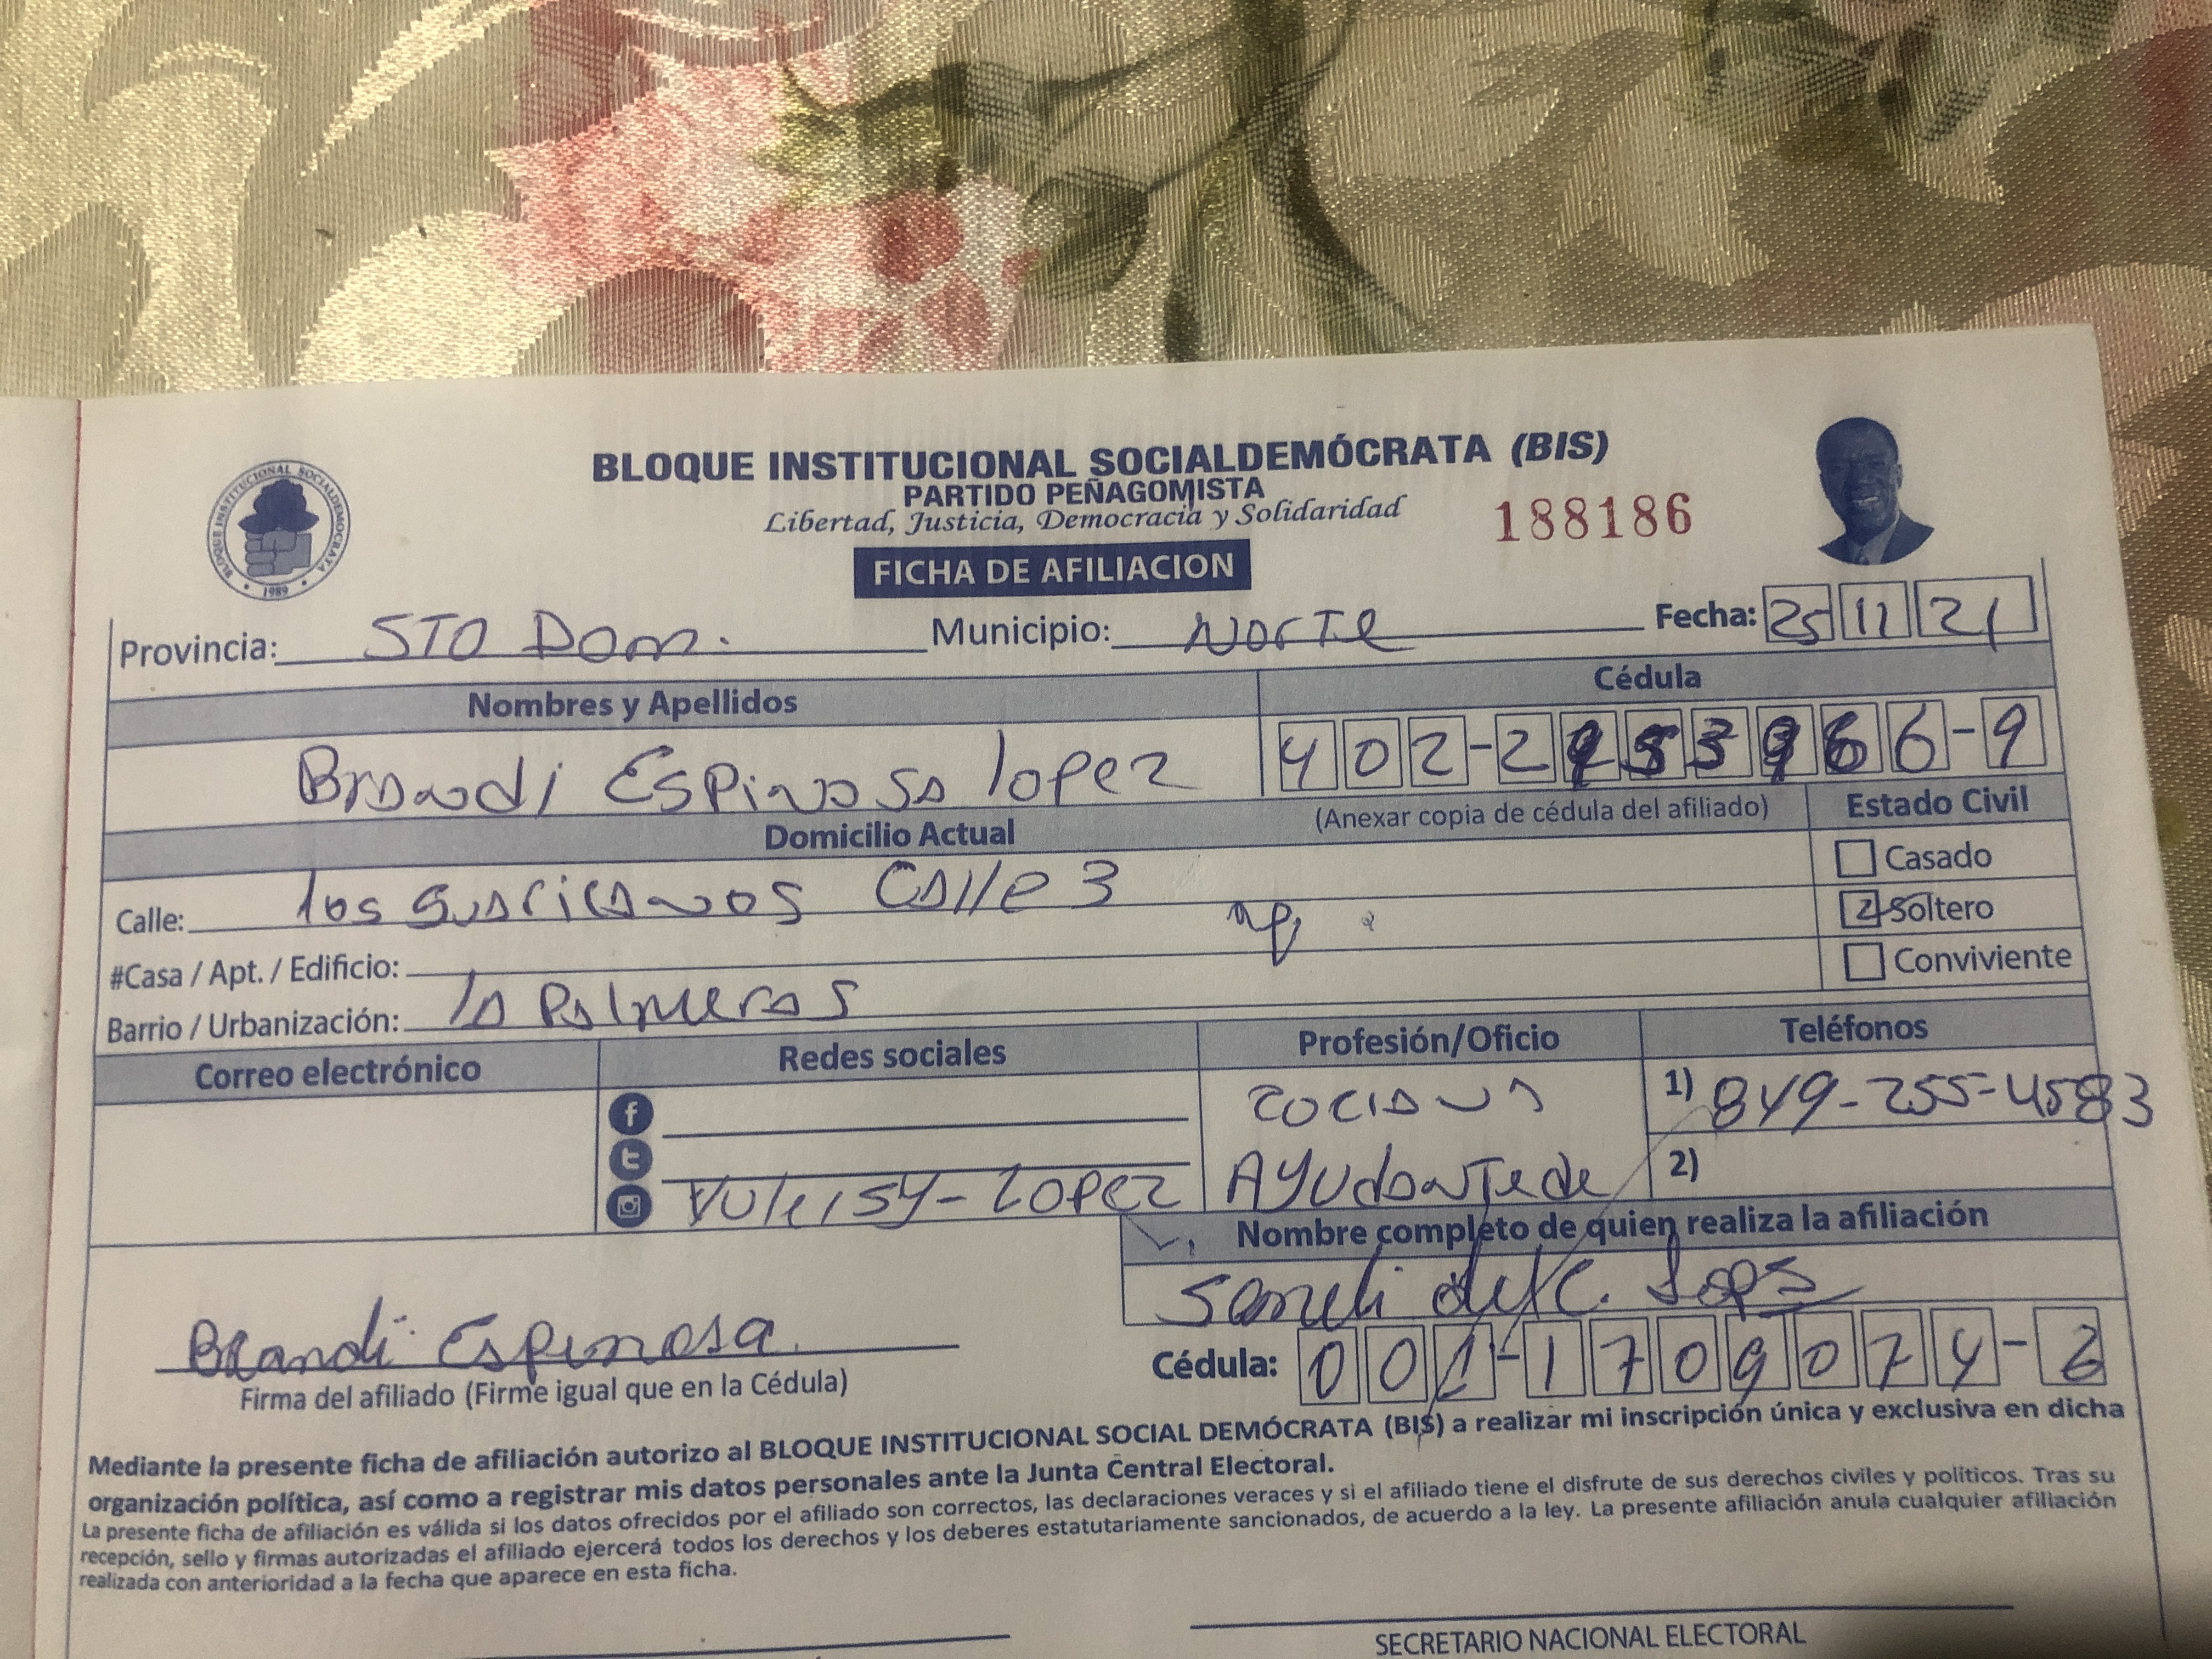 BLOQUE INSTITUCIONAL SOCIALDEMÓCRATA (BIS)
PARTIDO PEÑAGOMISTA
Libertad, Justicia, Democracia y Solidaridad
188186
BLOQUE INSTITUCIONAL SOCIALDEMOCRATA
1989
FICHA DE AFILIACION
Provincia: STO Dom. Municipio: Norte Fecha: 25 11 21
Nombres y Apellidos Cédula
Brandi Espinosa lopez 402-2 6-9
Domicilio Actual (Anexar copia de cédula del afiliado) Estado Civil
Casado
Calle: los Guaricanos Calle 3
Soltero
#Casa / Apt. / Edificio:
Conviviente
Barrio / Urbanización: la Palmeras
Correo electrónico Redes sociales Profesión/Oficio Teléfonos
1) 849-255-4583
cocina
2)
Yuleisy-Lopez Ayudante de
Nombre completo de quien realiza la afiliación
Brandi Espinosa
Firma del afiliado (Firme igual que en la Cédula)
Cédula: 001-1709074-2
Mediante la presente ficha de afiliación autorizo al BLOQUE INSTITUCIONAL SOCIAL DEMÓCRATA (BIS) a realizar mi inscripción única y exclusiva en dicha
organización política, así como a registrar mis datos personales ante la Junta Central Electoral.
La presente ficha de afiliación es válida si los datos ofrecidos por el afiliado son correctos, las declaraciones veraces y si el afiliado tiene el disfrute de sus derechos civiles y políticos. Tras su
recepción, sello y firmas autorizadas el afiliado ejercerá todos los derechos y los deberes estatutariamente sancionados, de acuerdo a la ley. La presente afiliación anula cualquier afiliación
realizada con anterioridad a la fecha que aparece en esta ficha.
SECRETARIO NACIONAL ELECTORAL